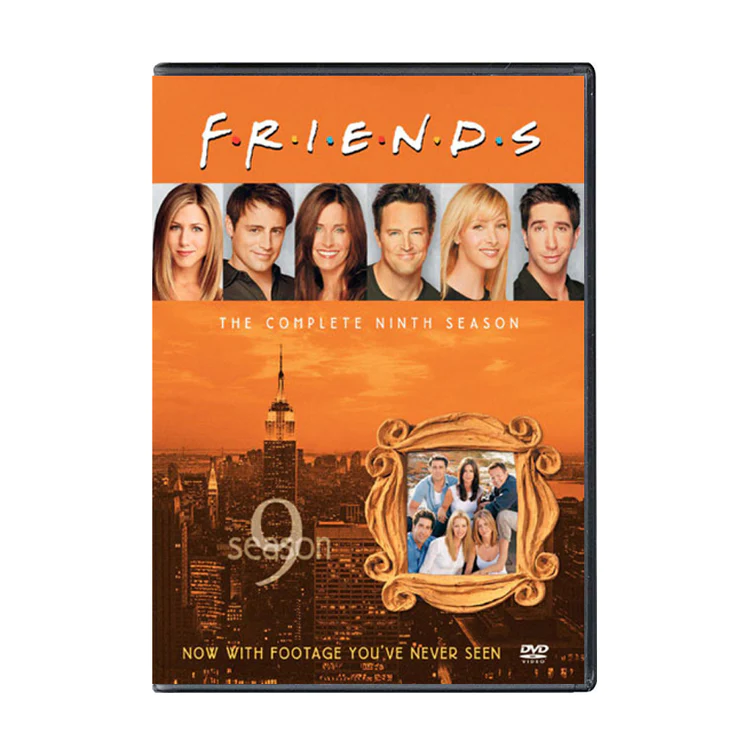 F·R·I·E·N·D·S
THE COMPLETE NINTH SEASON
9
season
NOW WITH FOOTAGE YOU'VE NEVER SEEN
DVD
VIDEO